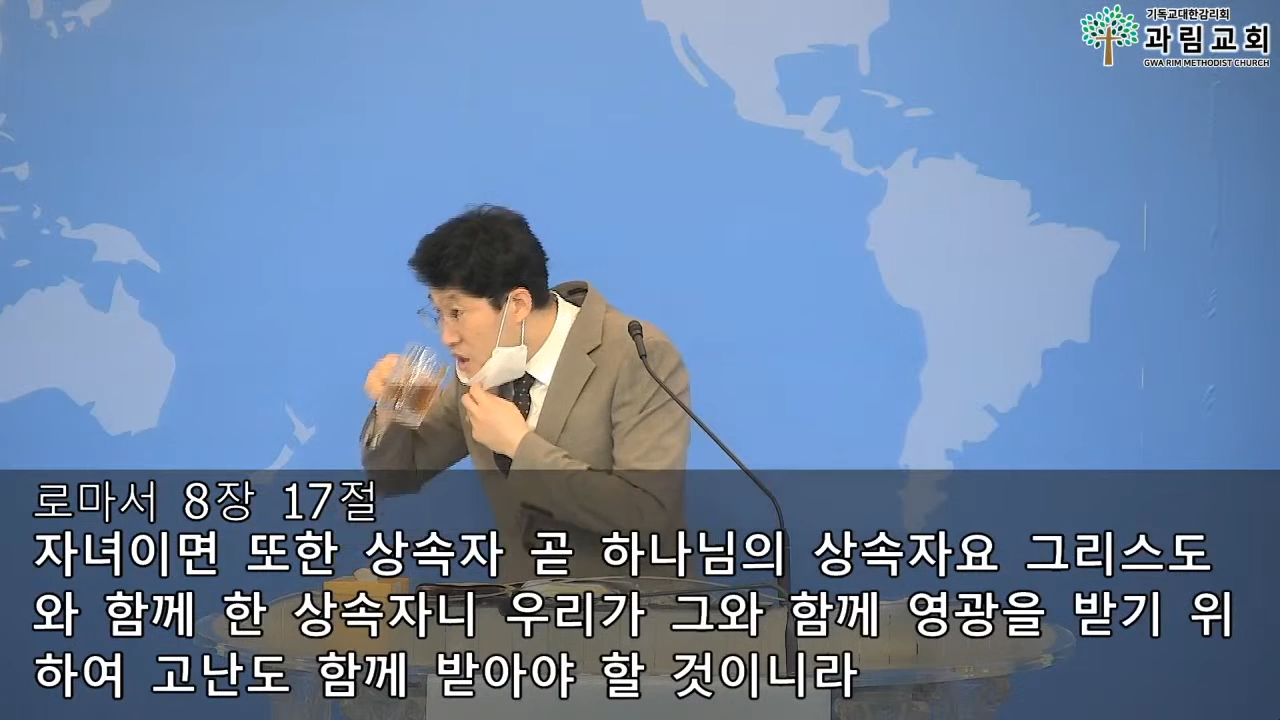 기독교대한감리회
과림교회
GWA RIM METHODIST CHURCH
로마서 8장 17절
자녀이면 또한 상속자 곧 하나님의 상속자요 그리스도
와 함께 한 상속자니 우리가 그와 함께 영광을 받기 위
하여 고난도 함께 받아야 할 것이니라